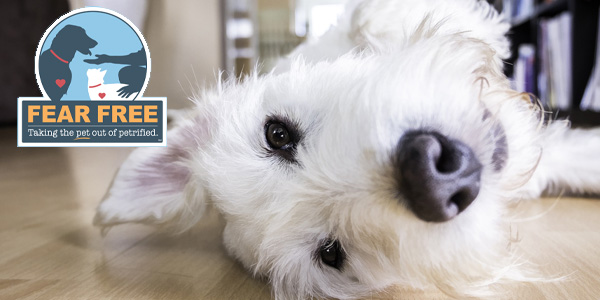 FEAR FREE
Taking the pet out of petrified.